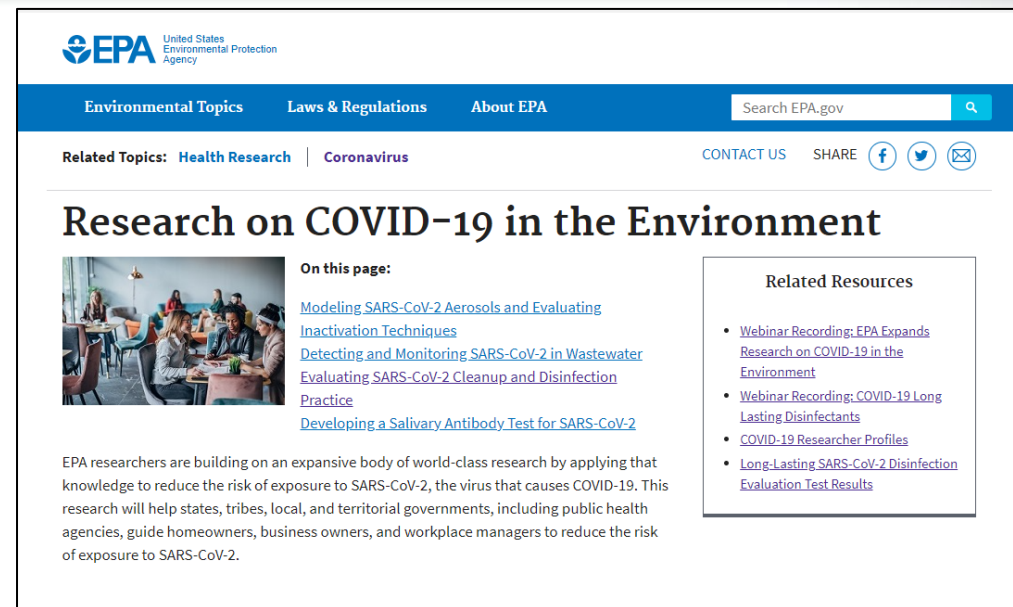 EPA
United States
Environmental Protection
Agency
Environmental Topics
Laws & Regulations
About EPA
Search EPA.gov
Related Topics: Health Research | Coronavirus
CONTACT US
SHARE
Research on COVID-19 in the Environment
On this page:
Modeling SARS-CoV-2 Aerosols and Evaluating
Inactivation Techniques
Detecting and Monitoring SARS-CoV-2 in Wastewater
Evaluating SARS-CoV-2 Cleanup and Disinfection
Practice
Developing a Salivary Antibody Test for SARS-CoV-2
EPA researchers are building on an expansive body of world-class research by applying that
knowledge to reduce the risk of exposure to SARS-CoV-2, the virus that causes COVID-19. This
research will help states, tribes, local, and territorial governments, including public health
agencies, guide homeowners, business owners, and workplace managers to reduce the risk
of exposure to SARS-CoV-2.
Related Resources
• Webinar Recording: EPA Expands
Research on COVID-19 in the
Environment
• Webinar Recording: COVID-19 Long
Lasting Disinfectants
• COVID-19 Researcher Profiles
• Long-Lasting SARS-CoV-2 Disinfection
Evaluation Test Results